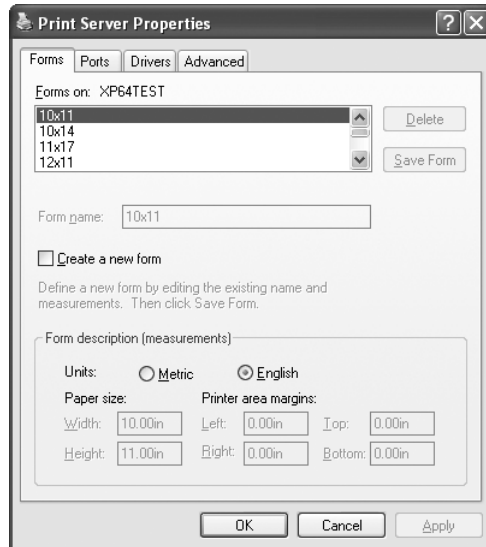 Print Server Properties
Forms Ports Drivers Advanced
Forms on: XP64TEST
10x11
10x14
11x17
12x11
Delete
Save Form
Form name: 10x11
Create a new form
Define a new form by editing the existing name and
measurements. Then click Save Form.
Form description (measurements)
Units: Metric English
Paper size: Printer area margins:
Width: 10.00in Left: 0.00in Top: 0.00in
Height: 11.00in Right: 0.00in Bottom: 0.00in
OK Cancel Apply